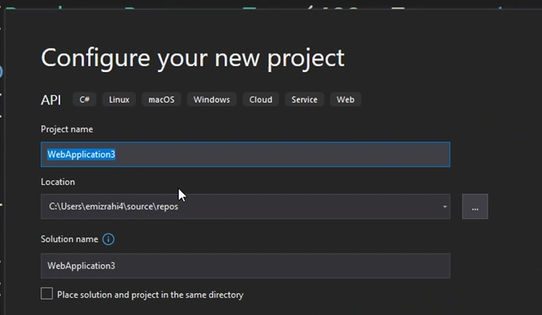 Configure your new project
API C# Linux macOS Windows Cloud Service Web
Project name
WebApplication3
Location
C:\Users\emizrahi4\source\repos
...
Solution name
WebApplication3
Place solution and project in the same directory